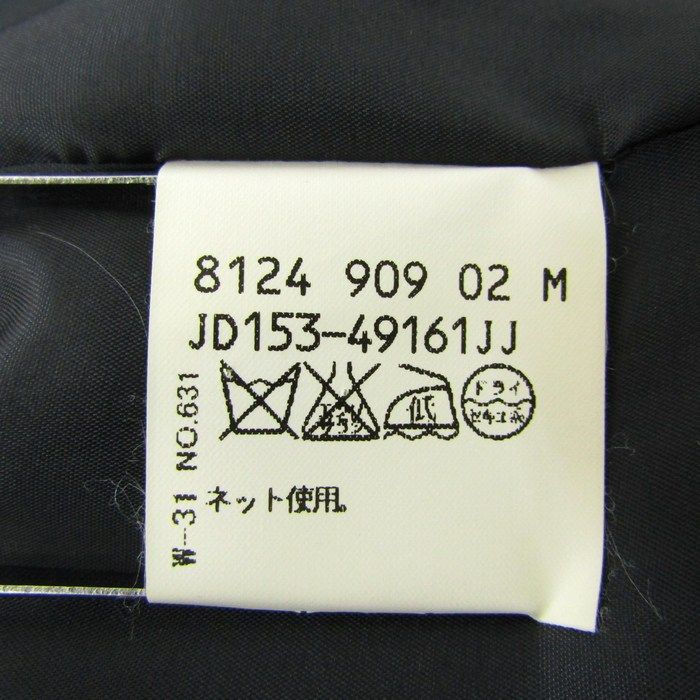 8124 909 02 M
JD153-49161JJ
低
ドライ
セキユ系
ネット使用。
W-31 NO.631